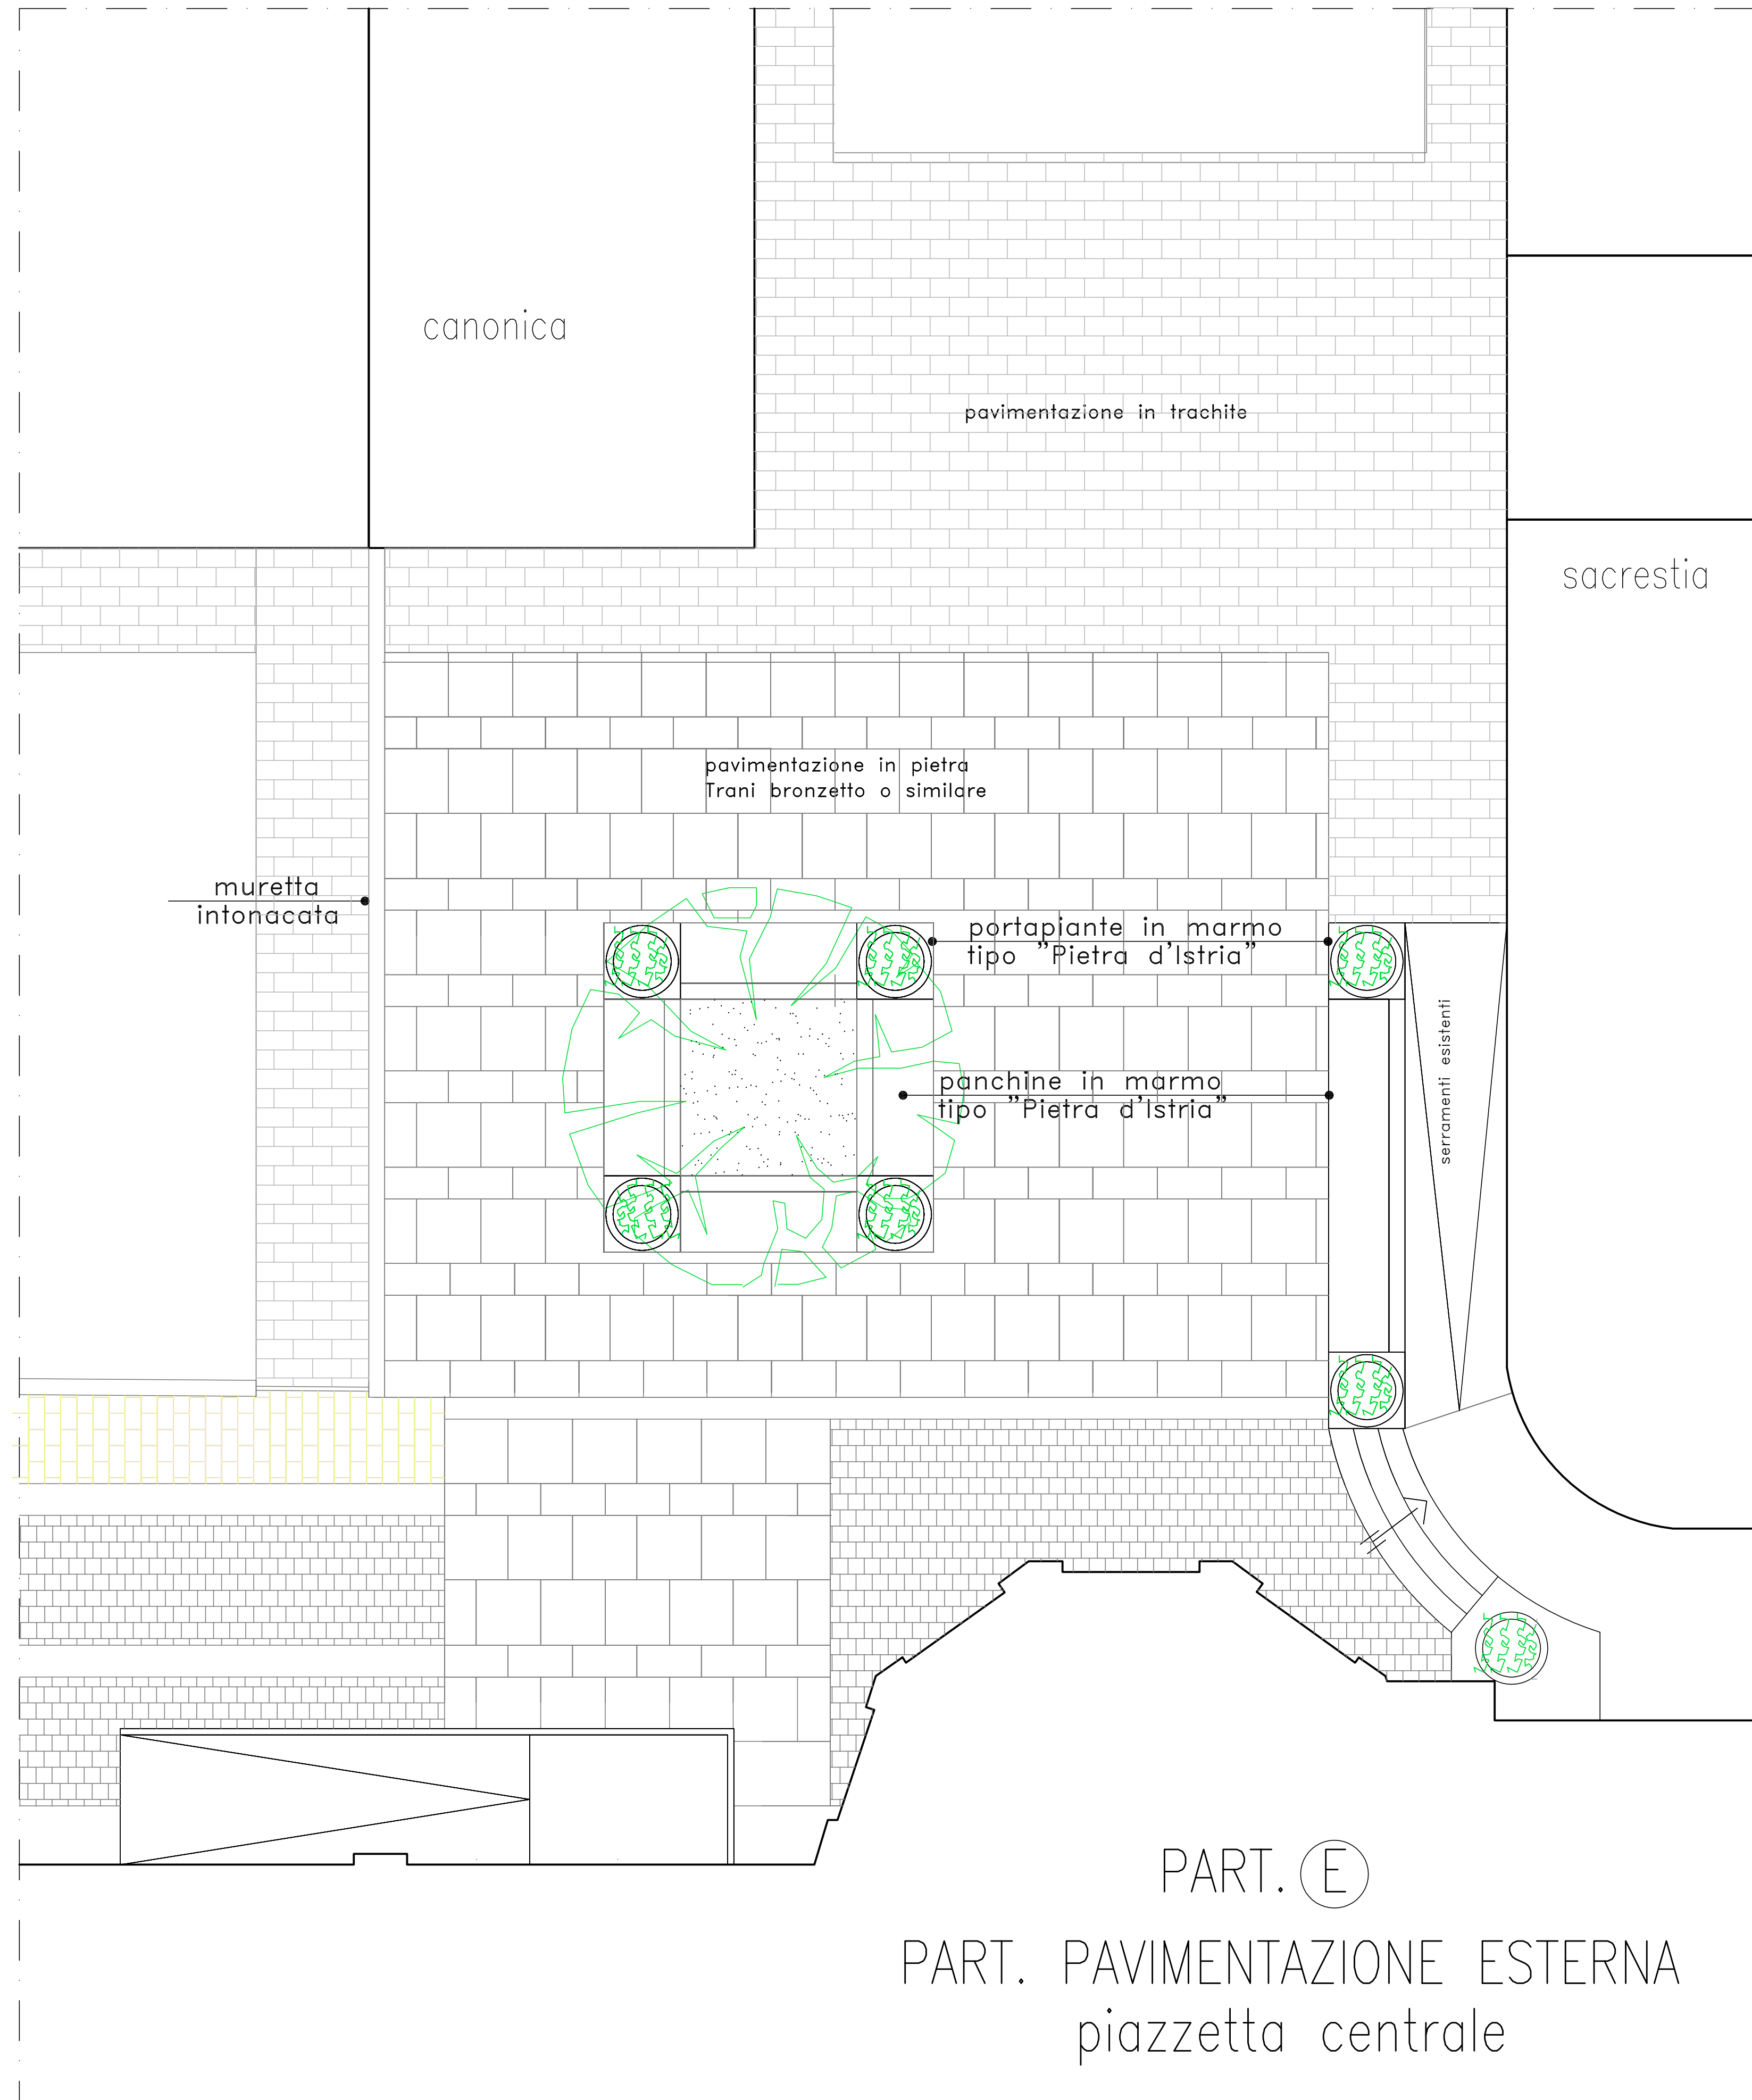 canonica
pavimentazione in trachite
sacrestia
pavimentazione in pietra
Trani bronzetto o similare
muretta
intonacata
portapiante in marmo
tipo "Pietra d'Istria"
serramenti esistenti
panchine in marmo
tipo "Pietra d'Istria"
PART. E
PART. PAVIMENTAZIONE ESTERNA
piazzetta centrale